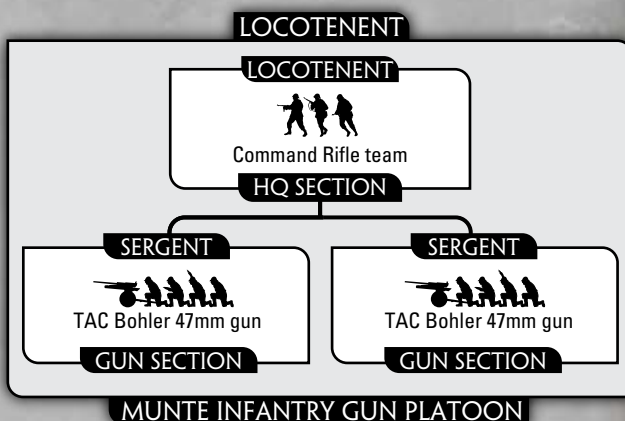 LOCOTENENT
LOCOTENENT
Command Rifle team
HQ SECTION
SERGENT
TAC Bohler 47mm gun
GUN SECTION
SERGENT
TAC Bohler 47mm gun
GUN SECTION
MUNTE INFANTRY GUN PLATOON